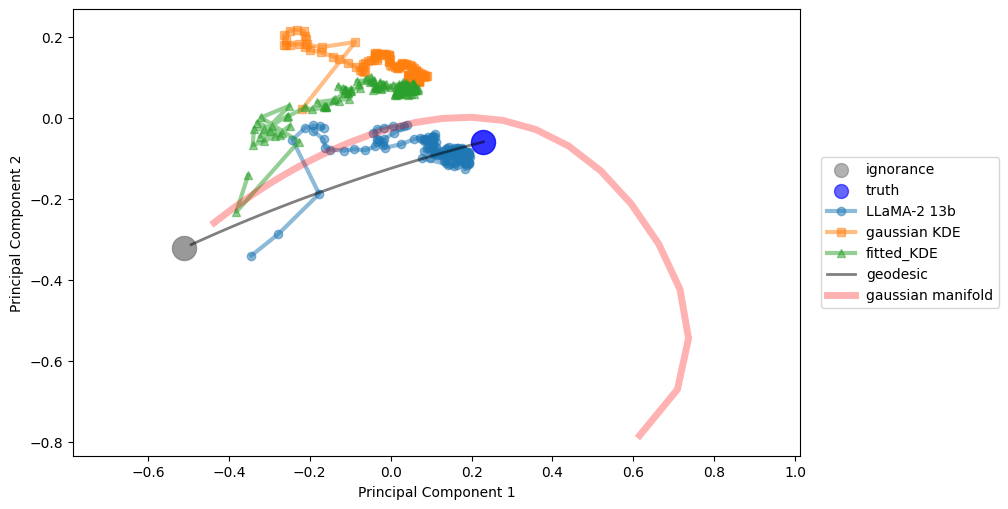 0.2
0.0
−0.2
−0.4
−0.6
−0.8
Principal Component 2
−0.6
−0.4
−0.2
0.0
0.2
0.4
0.6
0.8
1.0
Principal Component 1
ignorance
truth
LLaMA-2 13b
gaussian KDE
fitted_KDE
geodesic
gaussian manifold